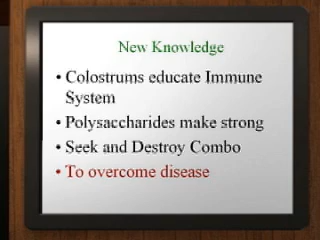 New Knowledge
• Colostrums educate Immune
System
• Polysaccharides make strong
• Seek and Destroy Combo
• To overcome disease